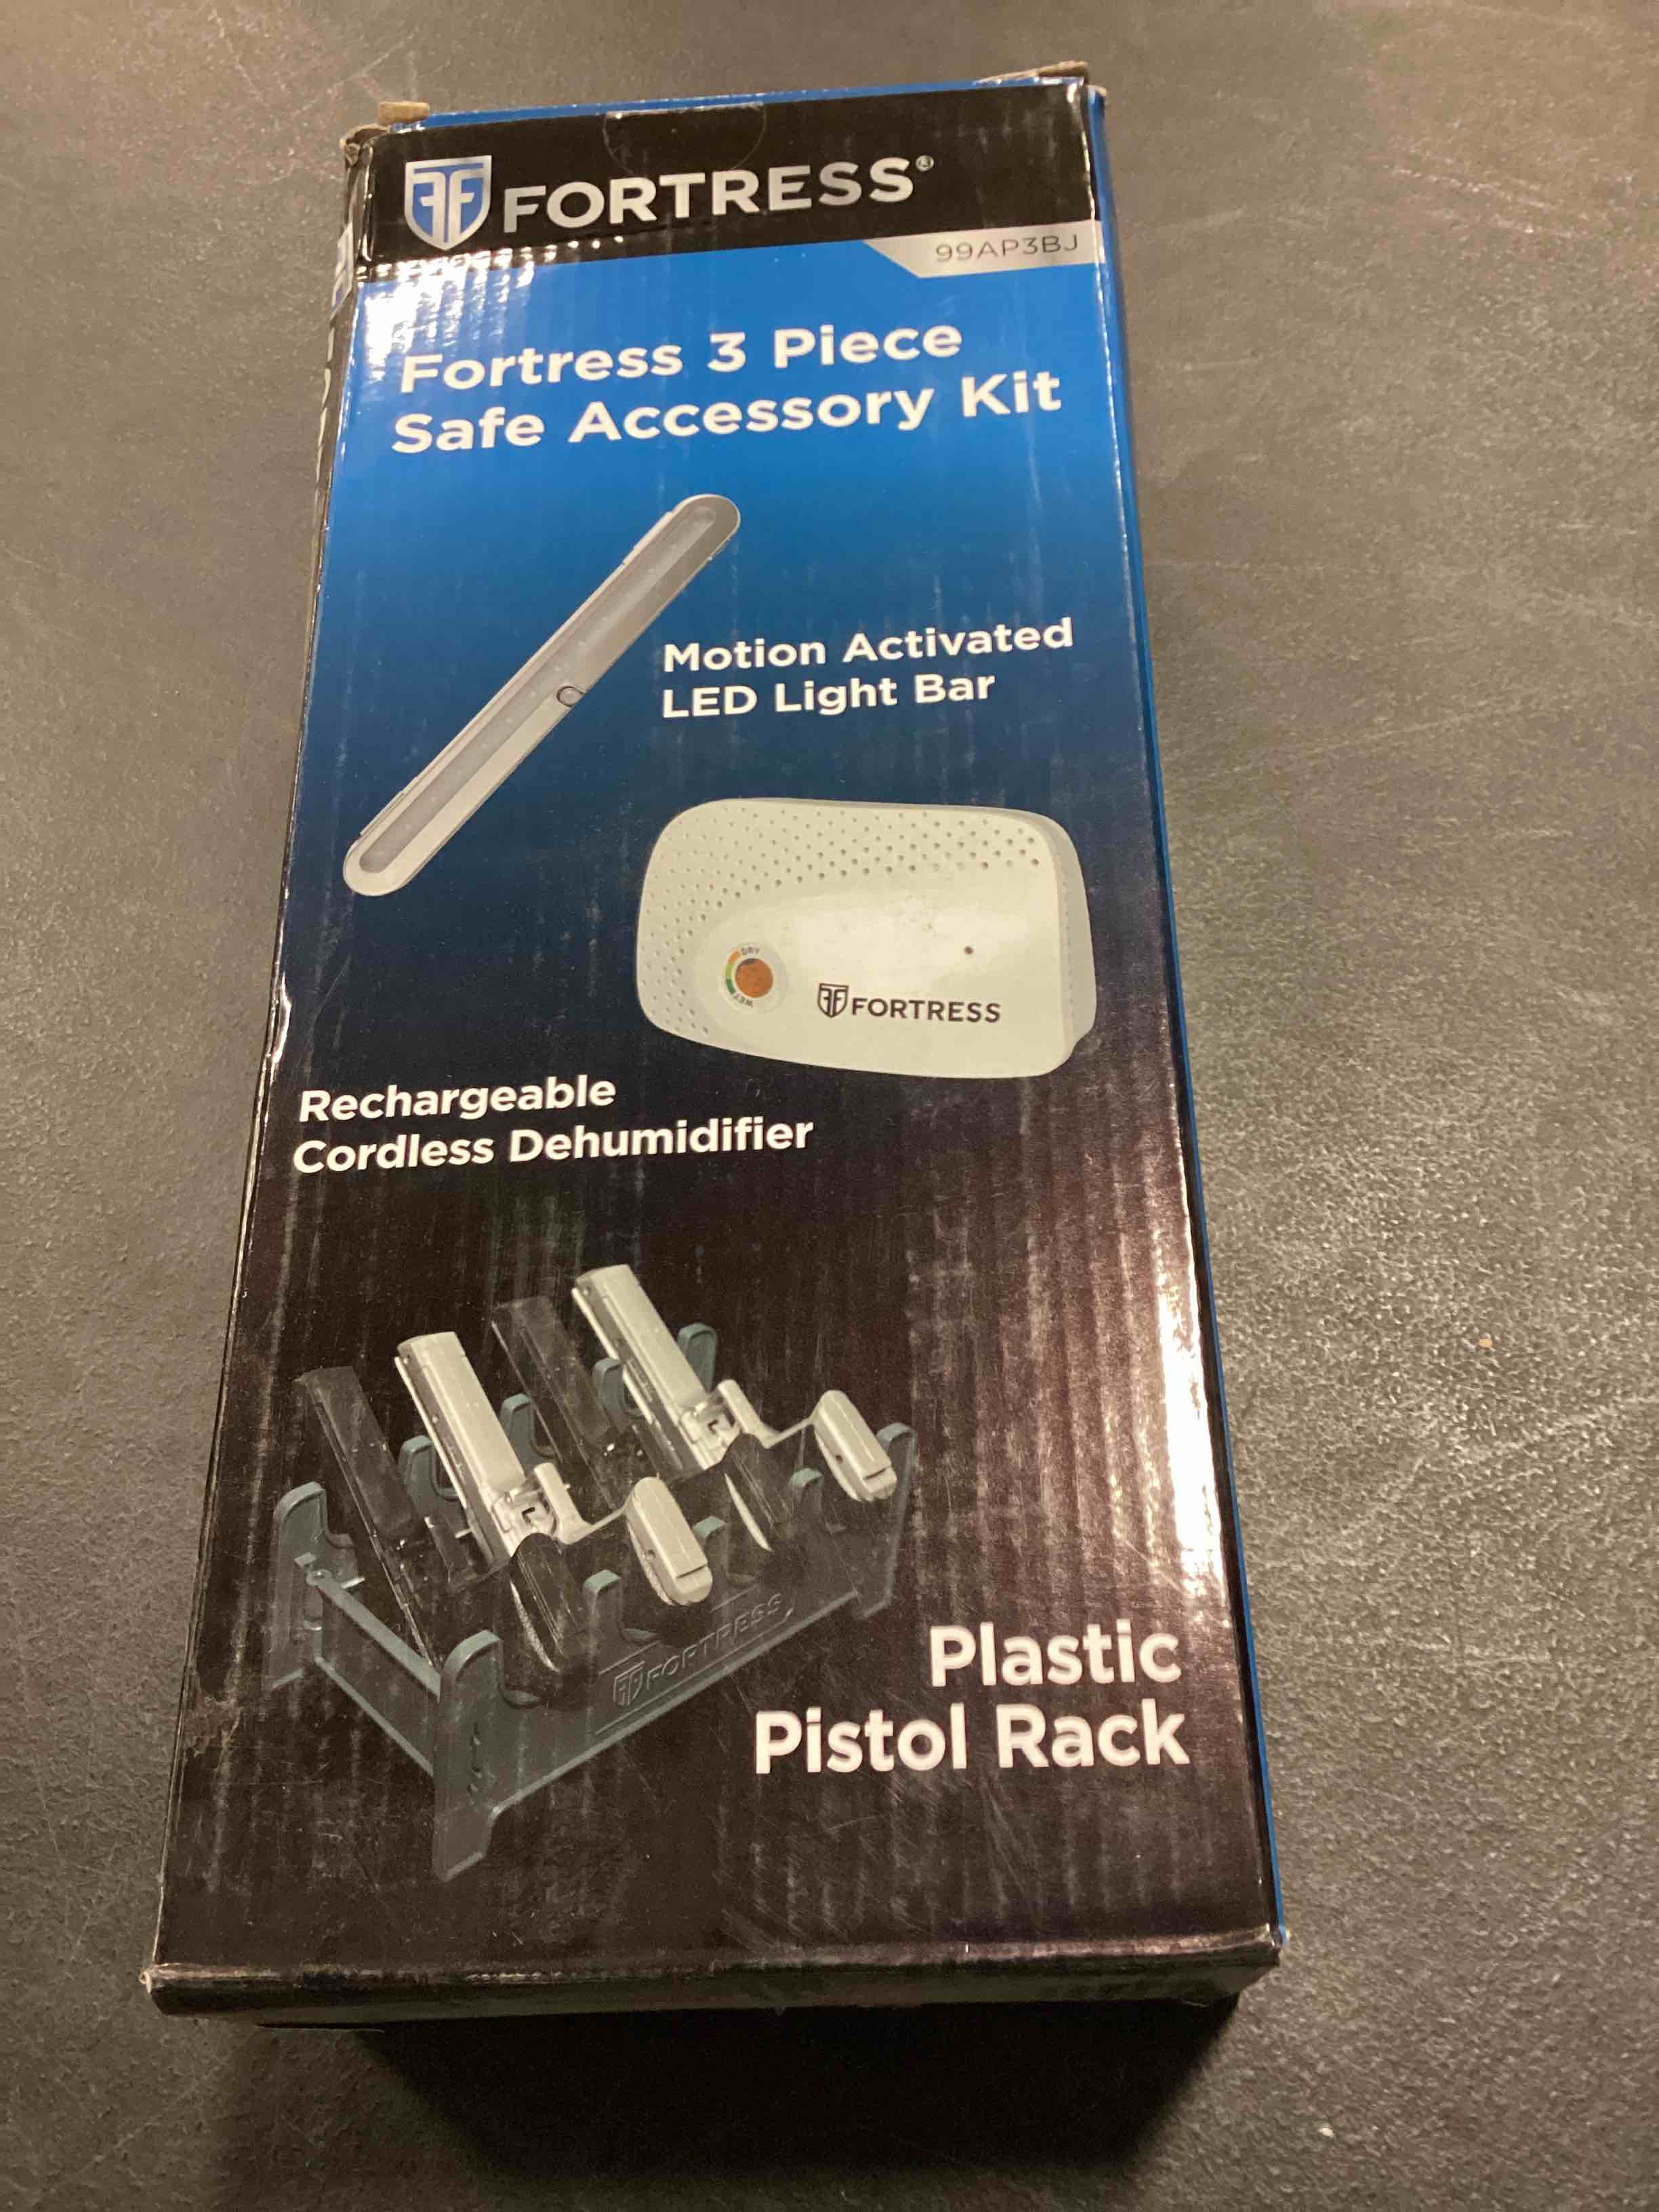 FORTRESS®
99AP3BJ
Fortress 3 Piece
Safe Accessory Kit
Motion Activated
LED Light Bar
DRY
WET
FORTRESS
Rechargeable
Cordless Dehumidifier
FORTRESS
Plastic
Pistol Rack